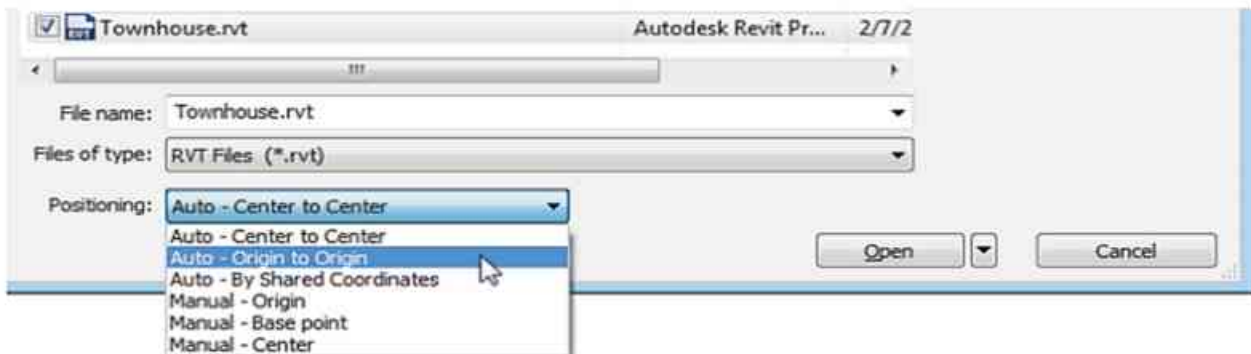 Townhouse.rvt Autodesk Revit Pr... 2/7/2
File name: Townhouse.rvt
Files of type: RVT Files (*.rvt)
Positioning: Auto - Center to Center
Auto - Center to Center
Auto - Origin to Origin
Open Cancel
Auto - By Shared Coordinates
Manual - Origin
Manual - Base point
Manual - Center